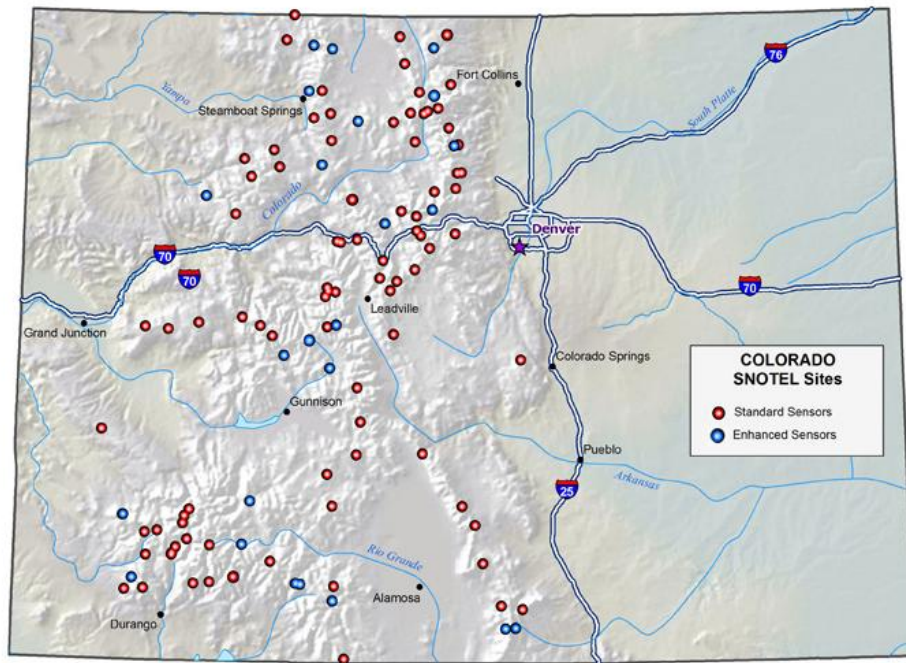 76
Fort Collins
Yampa
Steamboat Springs
South Platte
Colorado
Denver
70
70
70
Leadville
Grand Junction
Colorado Springs
COLORADO
SNOTEL Sites
Standard Sensors
Enhanced Sensors
Gunnison
Pueblo
Arkansas
25
Rio Grande
Alamosa
Durango